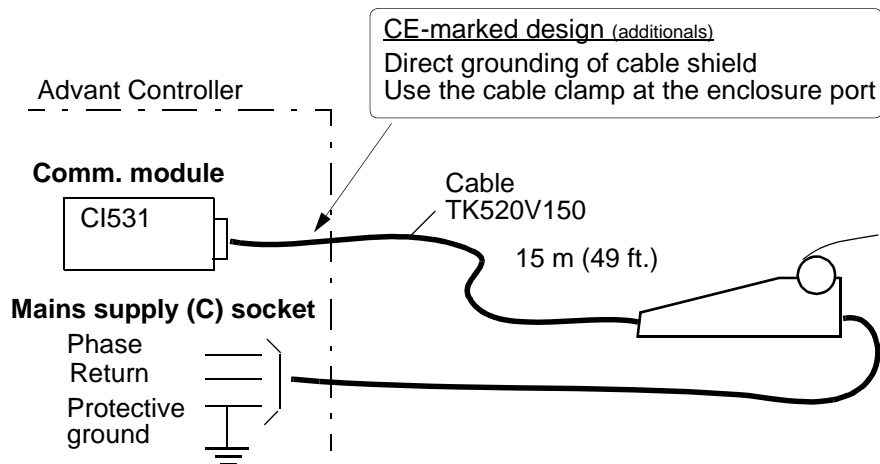 CE-marked design (additionals)
Direct grounding of cable shield
Use the cable clamp at the enclosure port
Advant Controller
Comm. module
CI531
Cable
TK520V150
15 m (49 ft.)
Mains supply (C) socket
Phase
Return
Protective
ground